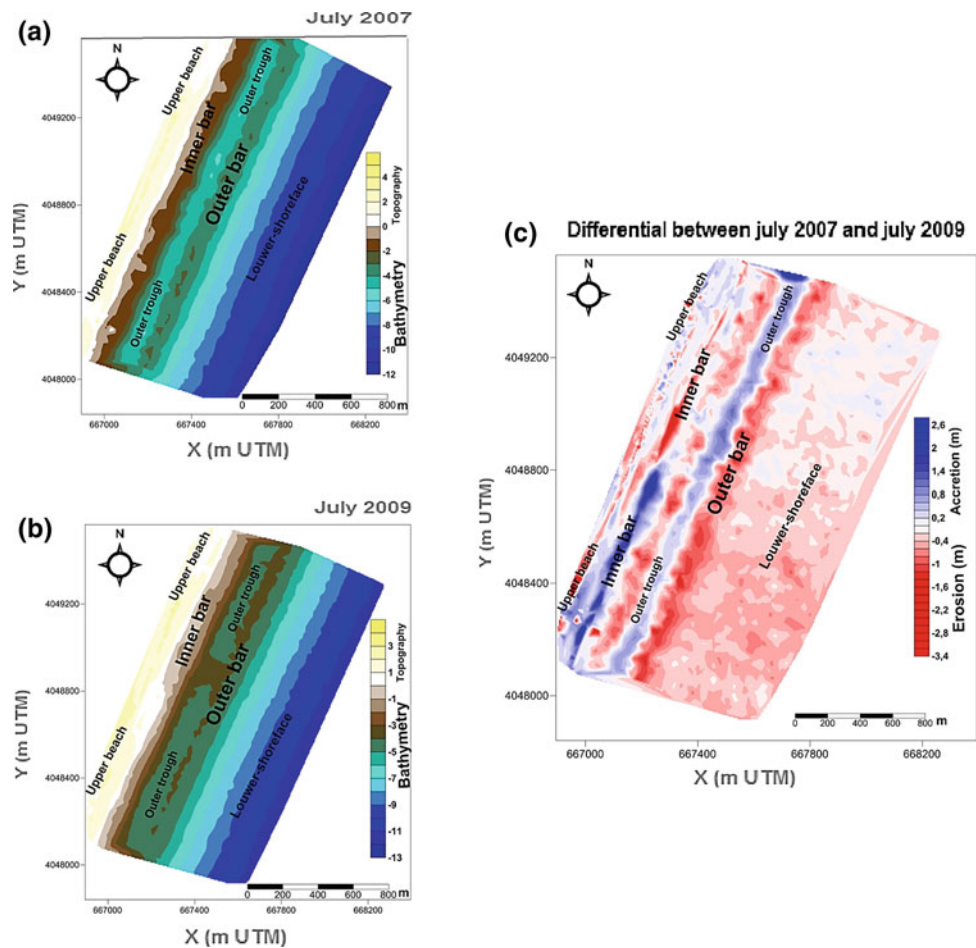 (a)
July 2007
N
Upper beach
Inner bar
Outer trough
Outer bar
Louwer-shoreface
Upper beach
Outer trough
4049200
4048800
4048400
4048000
Y (m UTM)
4
2
0
-2
-4
-6
-8
-10
-12
Topography
Bathymetry
0 200 400 600 800 m
667000 667400 667800 668200
X (m UTM)
(b)
July 2009
N
Upper beach
Inner bar
Outer trough
Outer bar
Louwer-shoreface
Upper beach
Outer trough
4049200
4048800
4048400
4048000
Y (m UTM)
3
1
-1
-3
-5
-7
-9
-11
-13
Topography
Bathymetry
0 200 400 600 800 m
667000 667400 667800 668200
X (m UTM)
(c)
Differential between july 2007 and july 2009
N
Upper beach
Inner bar
Outer trough
Outer bar
Louwer-shoreface
Upper beach
Inner bar
Outer trough
4049200
4048800
4048400
4048000
Y (m UTM)
2,6
1,4
0,8
0,2
-0,4
-1
-1,6
-2,2
-2,8
-3,4
Accretion (m)
Erosion (m)
0 200 400 600 800 m
667000 667400 667800 668200
X (m UTM)